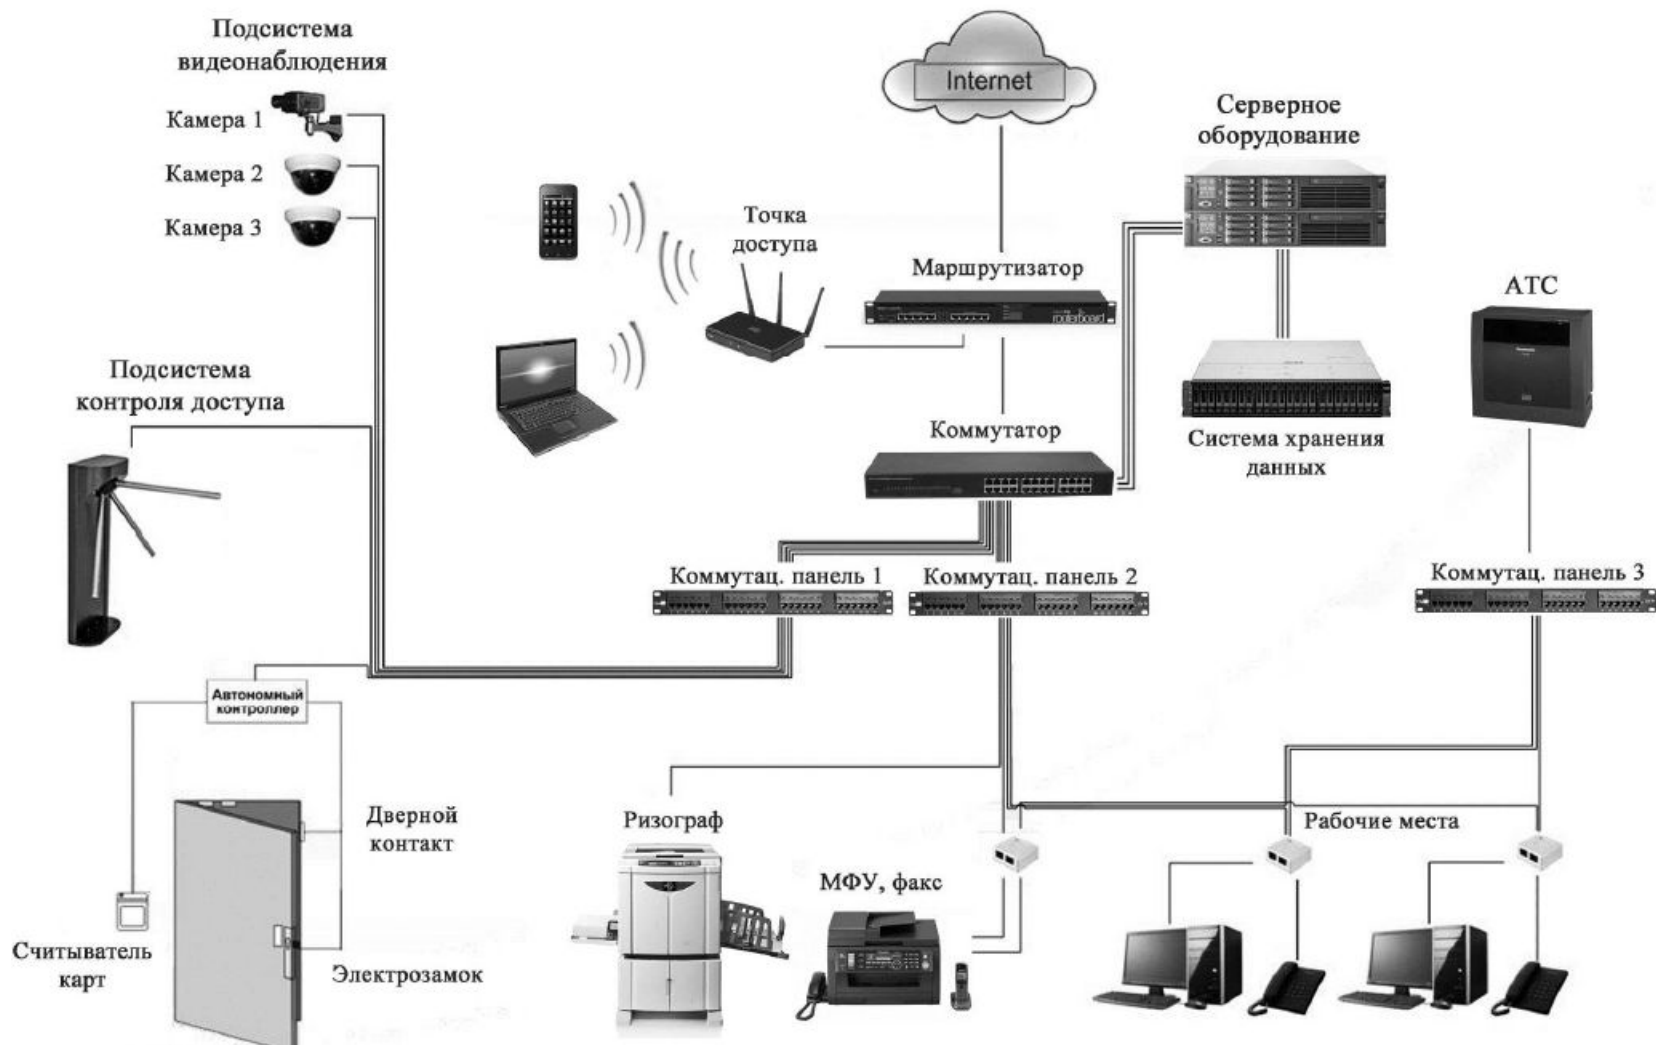 Подсистема
видеонаблюдения
Камера 1
Камера 2
Камера 3
Internet
Серверное
оборудование
Точка
доступа
Маршрутизатор
routerboard
АТС
Подсистема
контроля доступа
Коммутатор
Система хранения
данных
Коммутац. панель 1
Коммутац. панель 2
Коммутац. панель 3
Автономный
контроллер
Дверной
контакт
Ризограф
Рабочие места
МФУ, факс
Считыватель
карт
Электрозамок